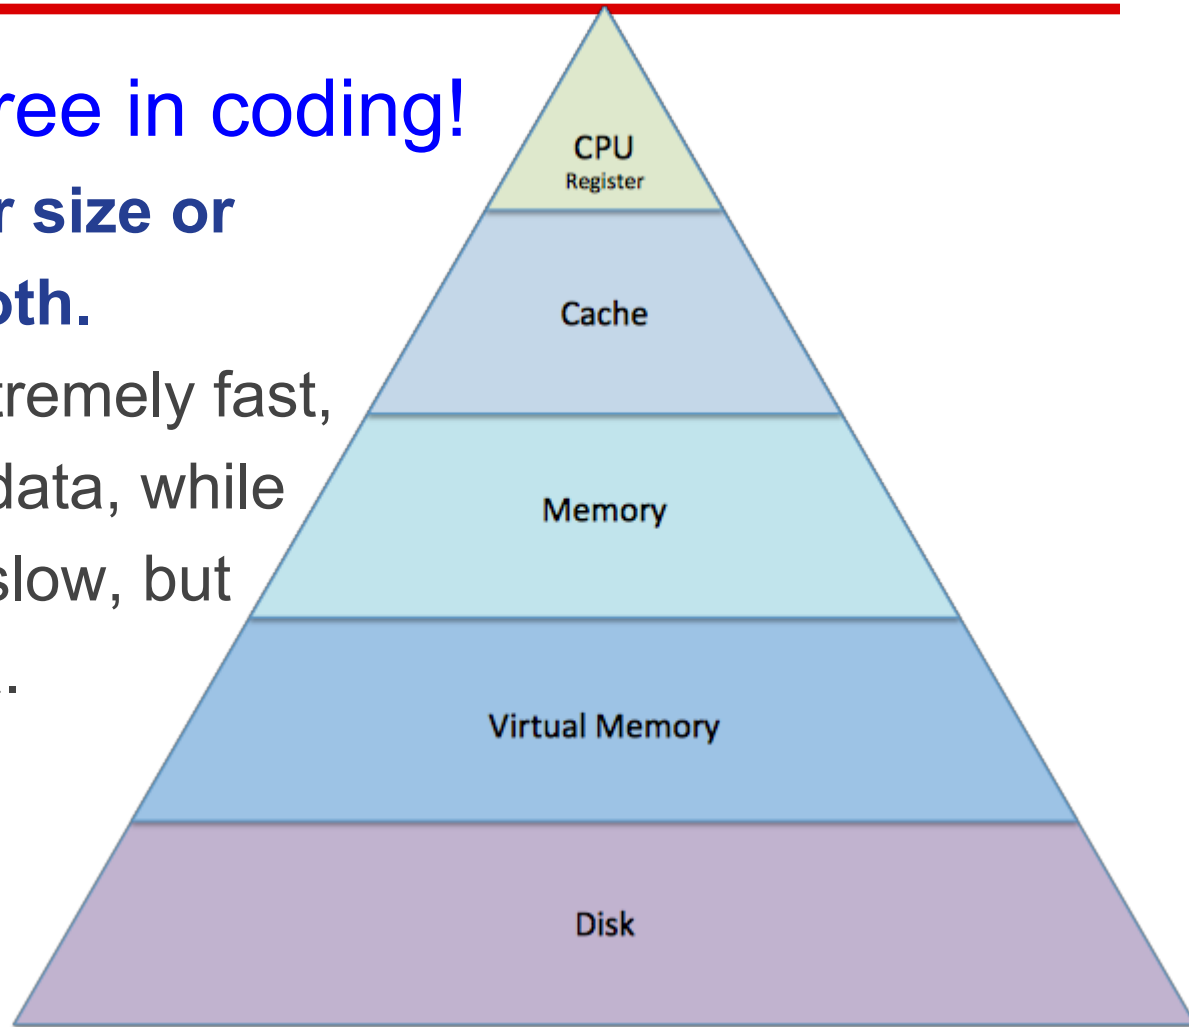 ree in coding!
r size or
oth.
tremely fast,
data, while
slow, but
.
CPU
Register
Cache
Memory
Virtual Memory
Disk